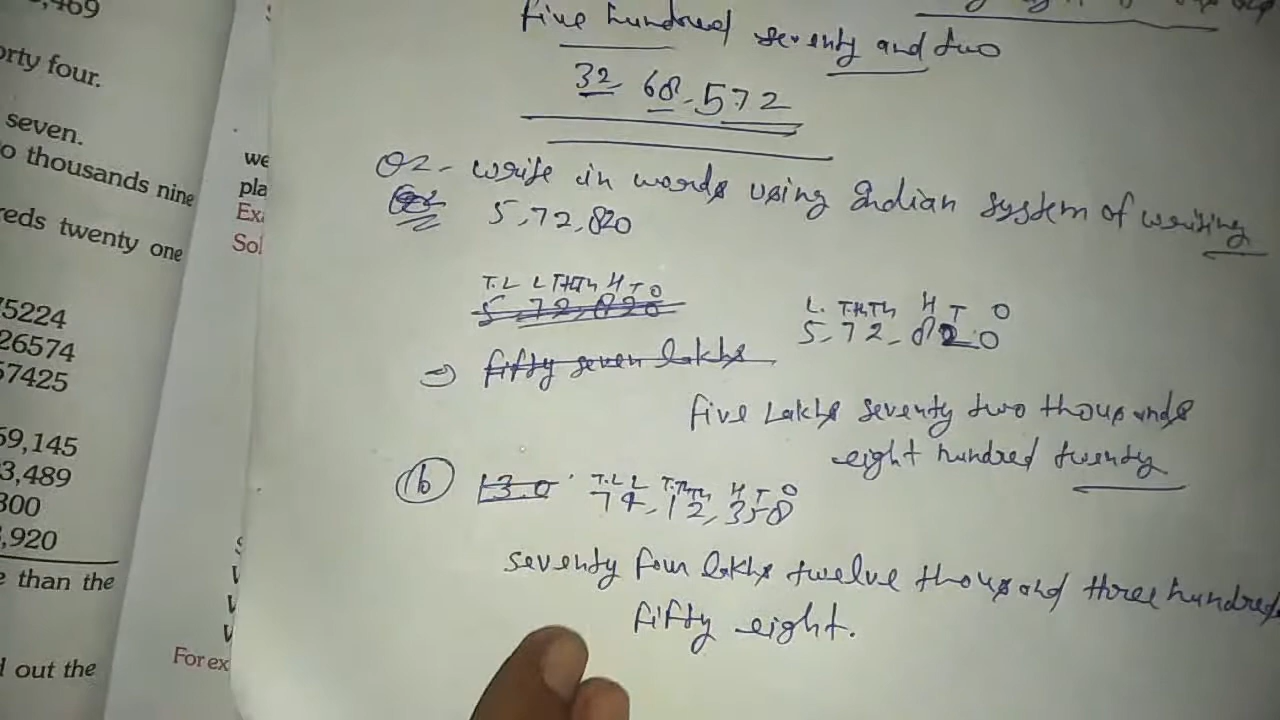 ,469
orty four.
seven.
o thousands nine
reds twenty one
75224
26574
57425
59,145
3,489
300
,920
e than the
d out the
we
pla
Exa
Sol
For ex
five hundred seventy and two
32 68-572
Q2- write in words using Indian system of writing
5,72,820
T.L L T.Th Th H T O
5 72,820
L. T.Th Th H T O
5-72-820
=) fifty seven lakhs
five Lakhs seventy two thousands
eight hundred twenty
(b) 13.0 T.L L T.Th Th H T O
74,12,358
seventy four lakhs twelve thousand three hundred
fifty eight.